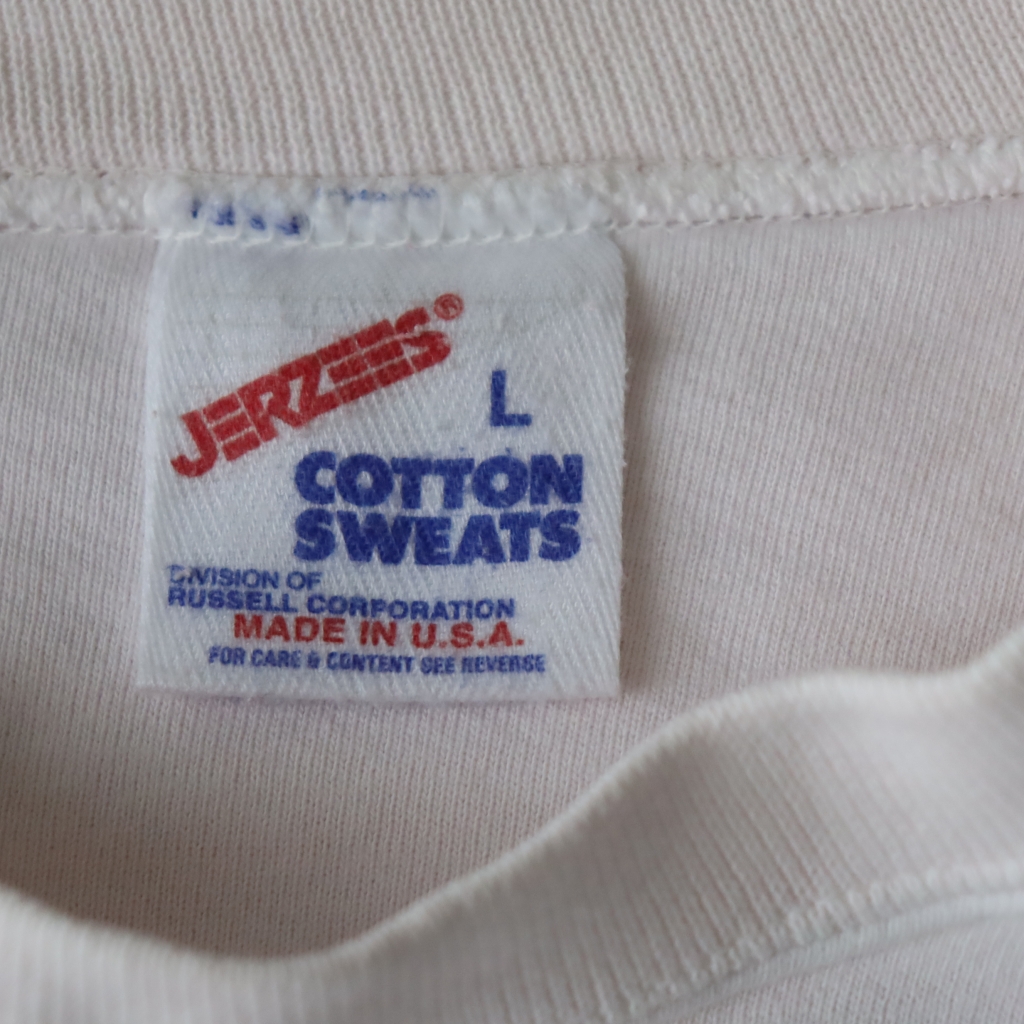 JERZEES®
L
COTTON
SWEATS
DIVISION OF
RUSSELL CORPORATION
MADE IN U.S.A.
FOR CARE & CONTENT SEE REVERSE